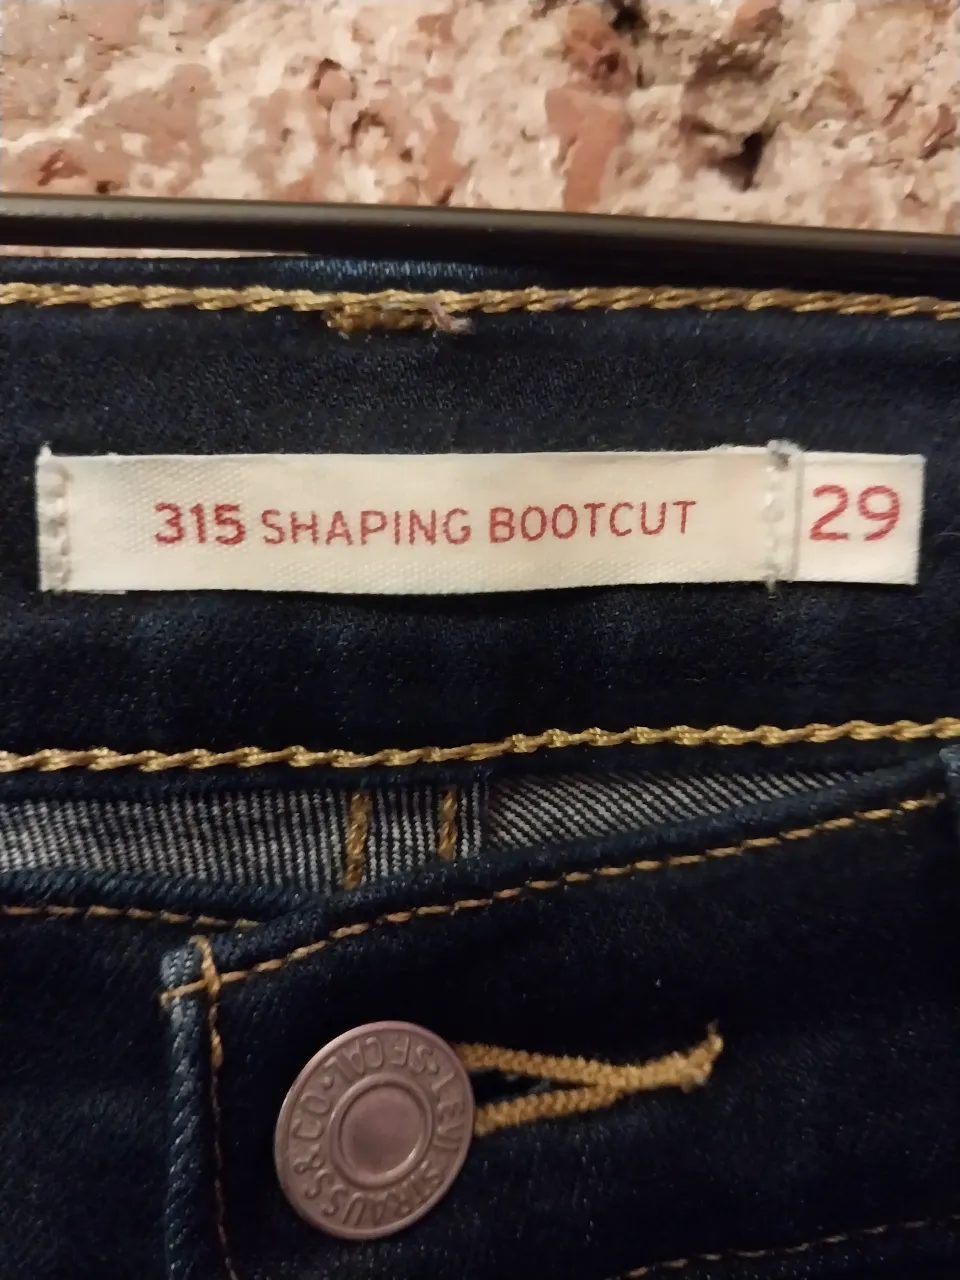 315 SHAPING BOOTCUT 29
LEVI STRAUSS & CO. S.F. CAL.